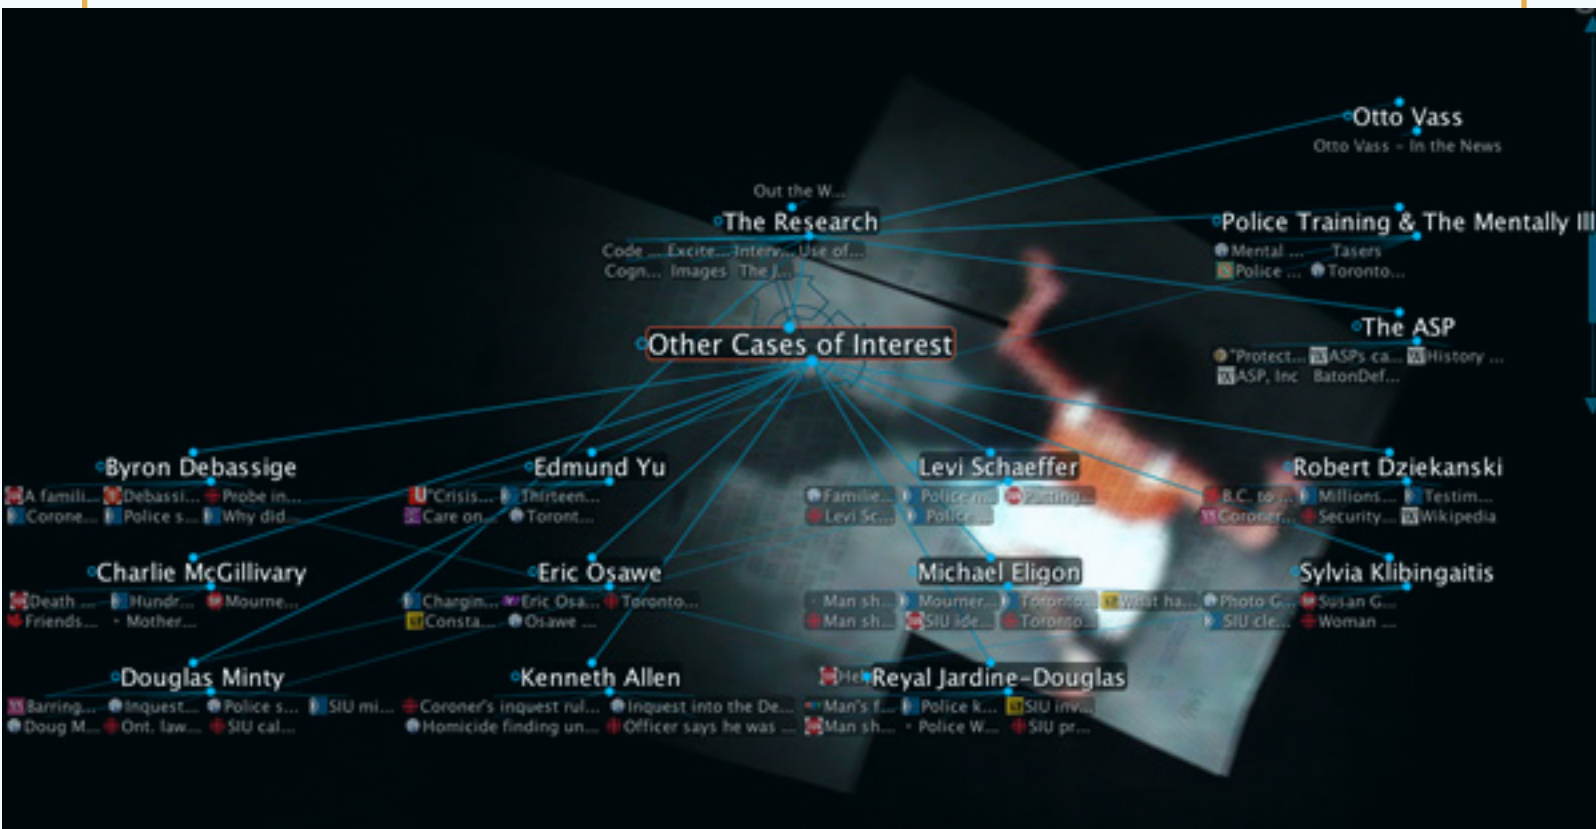 Otto Vass
Otto Vass - In the News
Out the W...
The Research
Code ... Excite... Interv... Use of...
Cogn... Images The J...
Police Training & The Mentally Ill
Mental ... Tasers
Police ... Toronto...
Other Cases of Interest
The ASP
"Protect... ASPs ca... History ...
ASP, Inc BatonDef...
Byron Debassige Edmund Yu Levi Schaeffer Robert Dziekanski
A famili... Debassi... Probe in... "Crisis... Thirteen... Familie... Police m... Putting... B.C. to... Millions... Testim...
Corone... Police s... Why did... Care on... Toront... Levi Sc... Police ... Coroner... Security... Wikipedia
Charlie McGillivary Eric Osawe Michael Eligon Sylvia Klibingaitis
Death ... Hundr... Mourne... Chargin... Eric Osa... Toronto... Man sh... Mourner... Toronto... What ha... Photo G... Susan G...
Friends... Mother... Consta... Osawe ... Man sh... SIU ide... Toronto... SIU cle... Woman ...
Douglas Minty Kenneth Allen Reyal Jardine-Douglas
Barring... Inquest... Police s... SIU mi... Coroner's inquest rul... Inquest into the De... Man's f... Police k... SIU inv...
Doug M... Ont. law... SIU cal... Homicide finding un... Officer says he was ... Man sh... Police W... SIU pr...